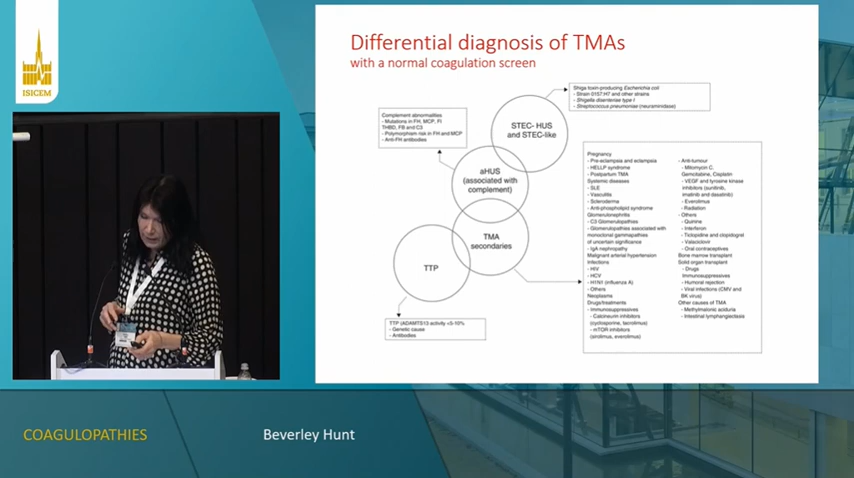 ISICEM
Differential diagnosis of TMAs
with a normal coagulation screen
Shiga toxin-producing Escherichia coli
- Strain 0157:H7 and other strains
- Shigella disenteriae type I
- Streptococcus pneumoniae (neuraminidase)
Complement abnormalities
- Mutations in FH, MCP, FI
THBD, FB and C3
- Polymorphism risk in FH and MCP
- Anti-FH antibodies
STEC- HUS
and STEC-like
aHUS
(associated with
complement)
TMA
secondaries
TTP
TTP (ADAMTS13 activity <5-10%
- Genetic cause
- Antibodies
Pregnancy
- Pre-eclampsia and eclampsia
- HELLP syndrome
- Postpartum TMA
Systemic diseases
- SLE
- Vasculitis
- Scleroderma
- Anti-phospholipid syndrome
Glomerulonephritis
- C3 Glomerulopathies
- Glomerulopathies associated with
monoclonal gammapathies
of uncertain significance
- IgA nephropathy
Malignant arterial hypertension
Infections
- HIV
- HCV
- H1N1 (influenza A)
- Others
Neoplasms
Drugs/treatments
- Immunosuppressives
- Calcineurin inhibitors
(cyclosporine, tacrolimus)
- mTOR inhibitors
(sirolimus, everolimus)
- Anti-tumour
- Mitomycin C.
Gemcitabine, Cisplatin
- VEGF and tyrosine kinase
inhibitors (sunitinib,
imatinib and dasatinib)
- Everolimus
- Radiation
- Others
- Quinine
- Interferon
- Ticlopidine and clopidogrel
- Valaciclovir
- Oral contraceptives
Bone marrow transplant
Solid organ transplant
- Drugs
Immunosuppressives
- Humoral rejection
- Viral infections (CMV and
BK virus)
Other causes of TMA
- Methylmalonic aciduria
- Intestinal lymphangiectasis
COAGULOPATHIES
Beverley Hunt